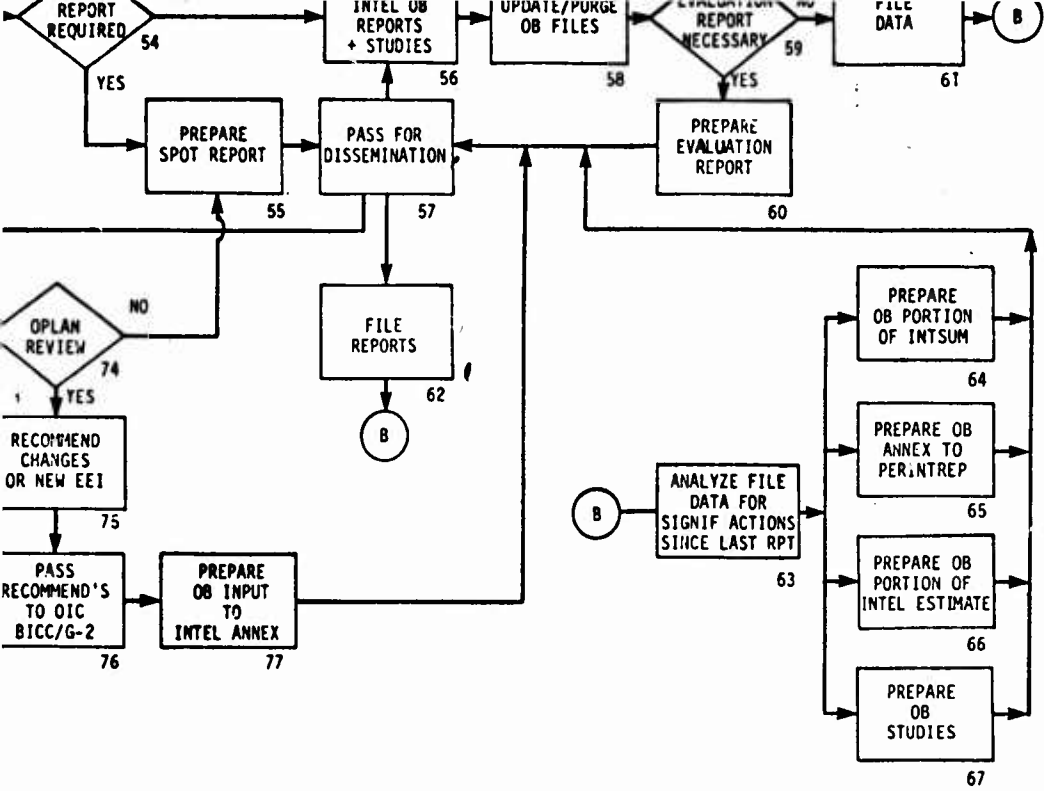 REPORT
REQUIRED
54
YES
INTEL OB
REPORTS
+ STUDIES
56
UPDATE/PURGE
OB FILES
58
EVALUATION
REPORT
NECESSARY
59
NO
YES
FILE
DATA
61
B
PREPARE
SPOT REPORT
55
PASS FOR
DISSEMINATION
57
PREPARE
EVALUATION
REPORT
60
OPLAN
REVIEW
74
NO
YES
FILE
REPORTS
62
B
PREPARE
OB PORTION
OF INTSUM
64
RECOMMEND
CHANGES
OR NEW EEI
75
PREPARE OB
ANNEX TO
PERINTREP
65
B
ANALYZE FILE
DATA FOR
SIGNIF ACTIONS
SINCE LAST RPT
63
PASS
RECOMMEND'S
TO OIC
BICC/G-2
76
PREPARE
OB INPUT
TO
INTEL ANNEX
77
PREPARE OB
PORTION OF
INTEL ESTIMATE
66
PREPARE
OB
STUDIES
67